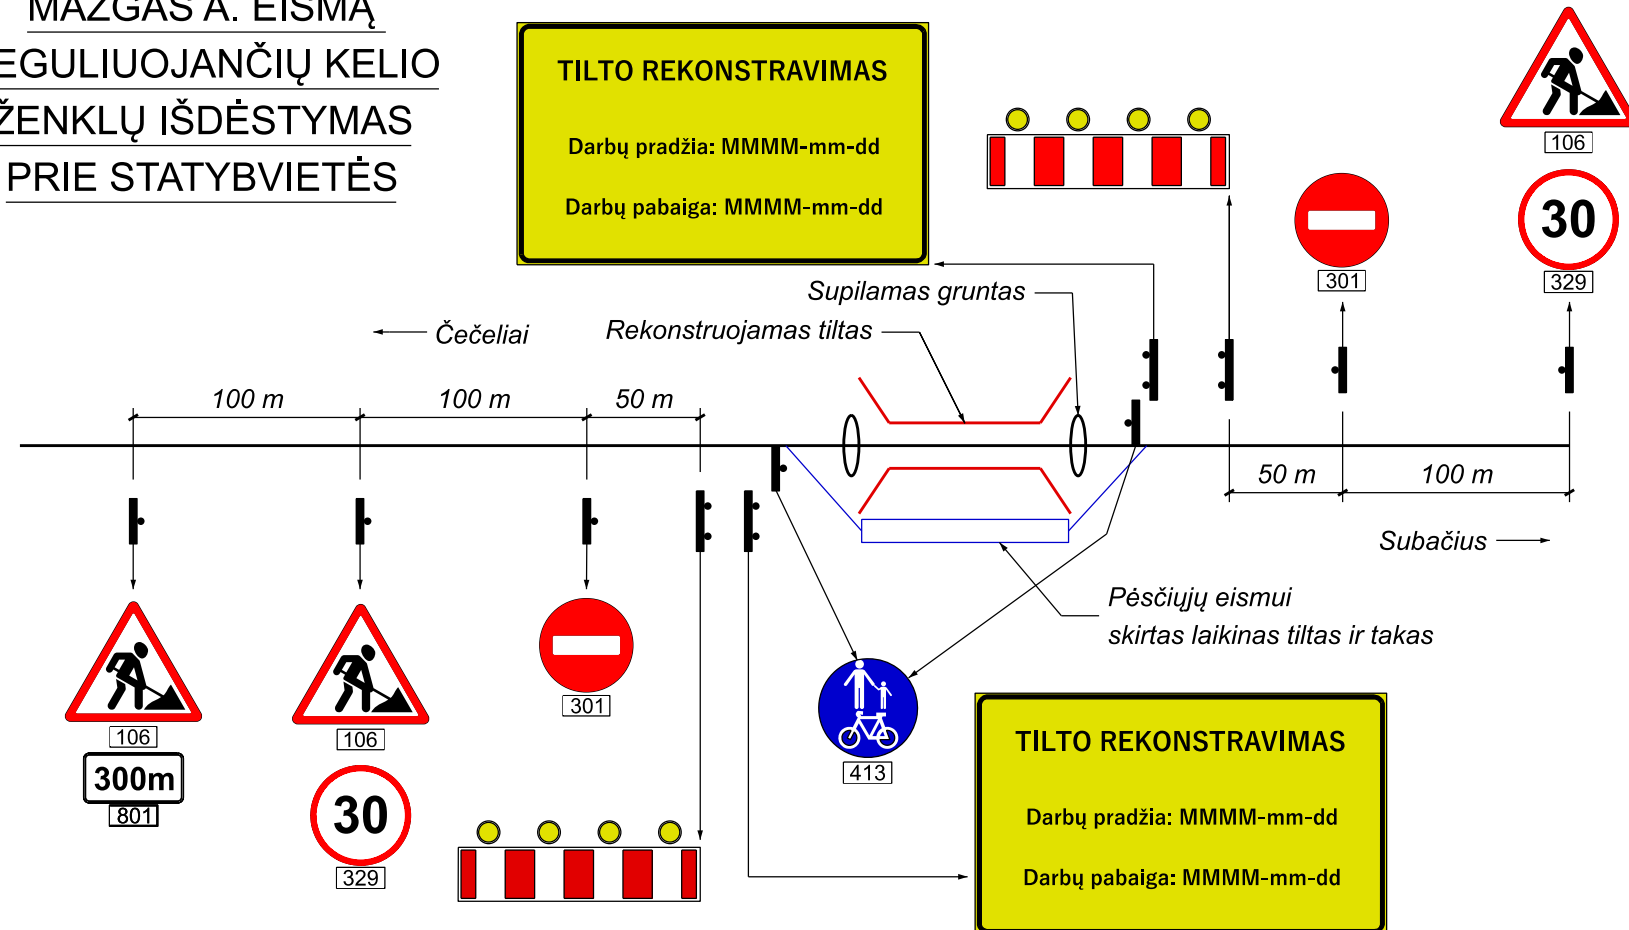 MAZGAS A. EISMĄ
EGULIUOJANČIŲ KELIO
ŽENKLŲ IŠDĖSTYMAS
PRIE STATYBVIETĖS
TILTO REKONSTRAVIMAS
Darbų pradžia: MMMM-mm-dd
Darbų pabaiga: MMMM-mm-dd
106
30
329
301
Supilamas gruntas
Rekonstruojamas tiltas
Čečeliai
100 m
100 m
50 m
50 m
100 m
Subačius
Pėsčiųjų eismui
skirtas laikinas tiltas ir takas
106
300m
801
106
30
329
301
413
TILTO REKONSTRAVIMAS
Darbų pradžia: MMMM-mm-dd
Darbų pabaiga: MMMM-mm-dd